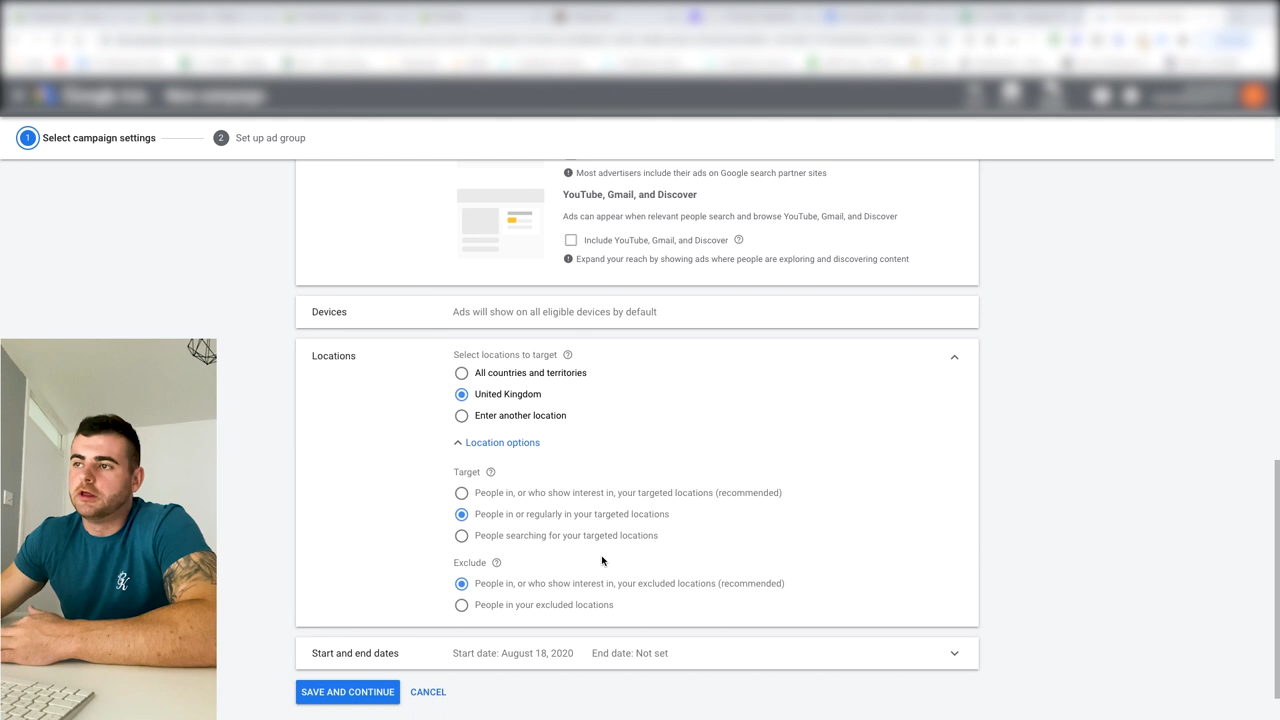 Google Ads New campaign
1 Select campaign settings 2 Set up ad group
Most advertisers include their ads on Google search partner sites
YouTube, Gmail, and Discover
Ads can appear when relevant people search and browse YouTube, Gmail, and Discover
Include YouTube, Gmail, and Discover
Expand your reach by showing ads where people are exploring and discovering content
Devices Ads will show on all eligible devices by default
Locations Select locations to target
All countries and territories
United Kingdom
Enter another location
Location options
Target
People in, or who show interest in, your targeted locations (recommended)
People in or regularly in your targeted locations
People searching for your targeted locations
Exclude
People in, or who show interest in, your excluded locations (recommended)
People in your excluded locations
Start and end dates Start date: August 18, 2020 End date: Not set
SAVE AND CONTINUE CANCEL